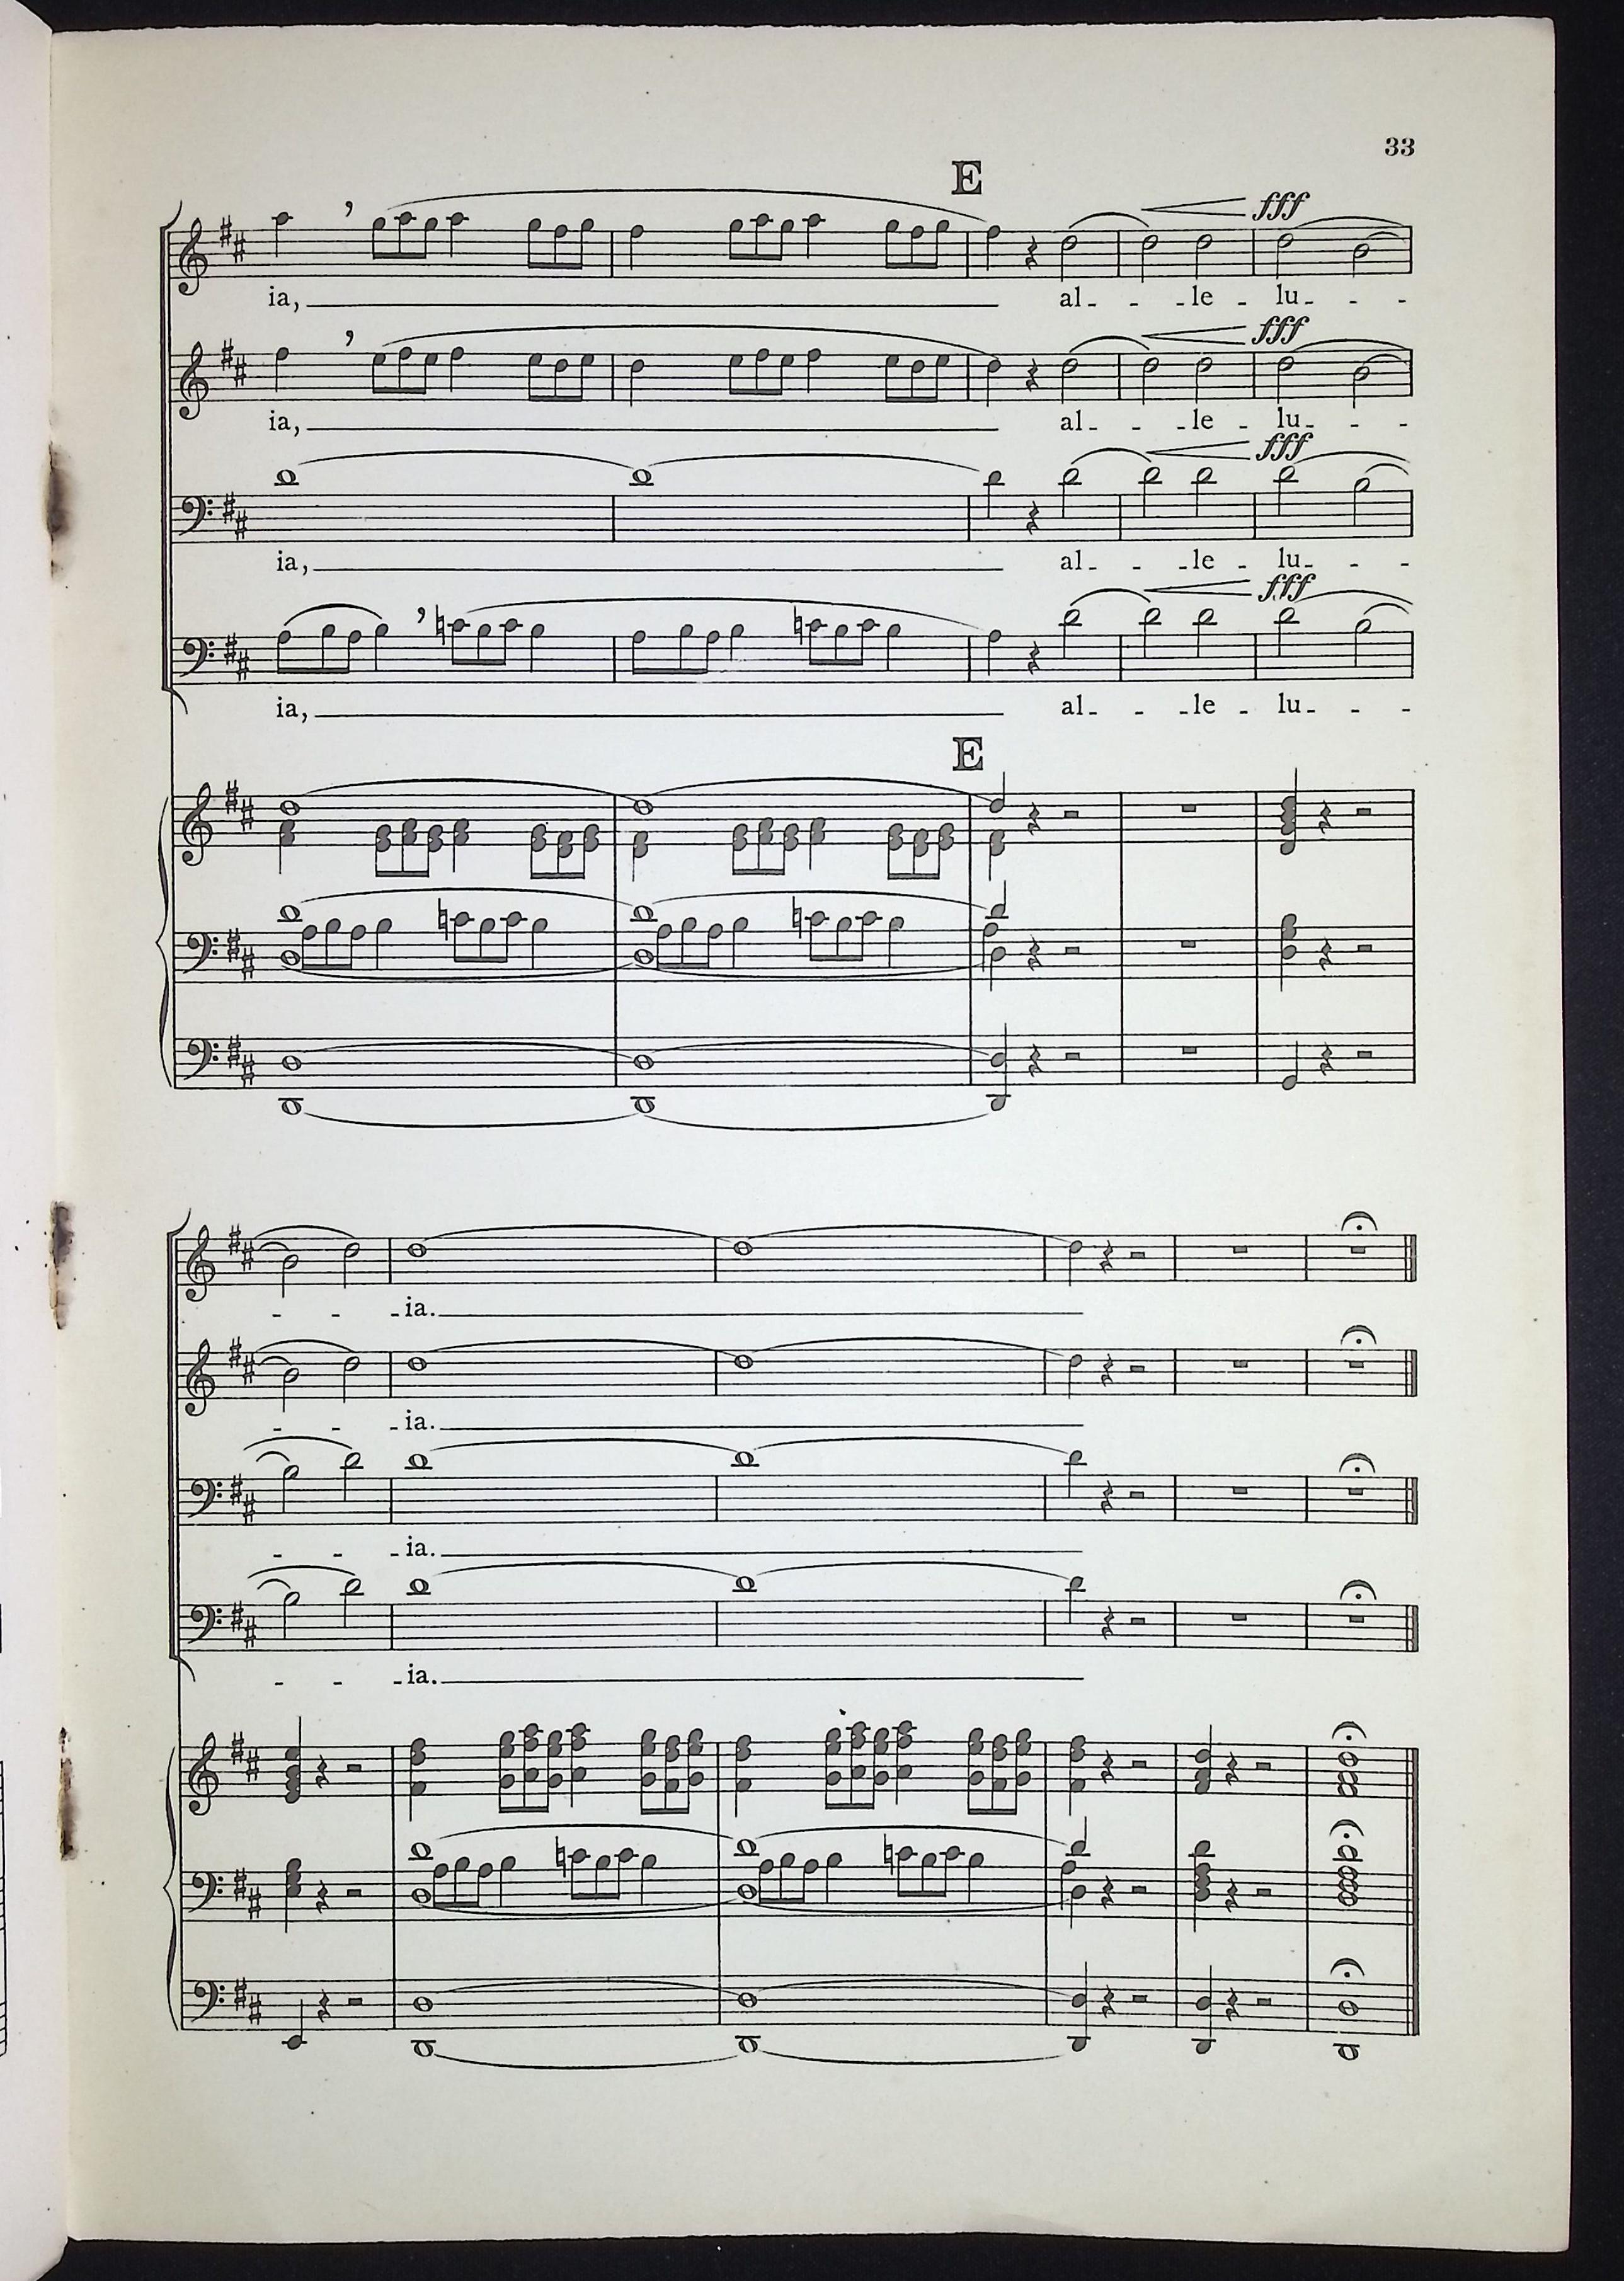 33
E
fff
ia, al - - - le - lu - - -
fff
ia, al - - - le - lu - - -
fff
ia, al - - - le - lu - - -
fff
ia, al - - - le - lu - - -
E
- - - ia.
- - - ia.
- - - ia.
- - - ia.